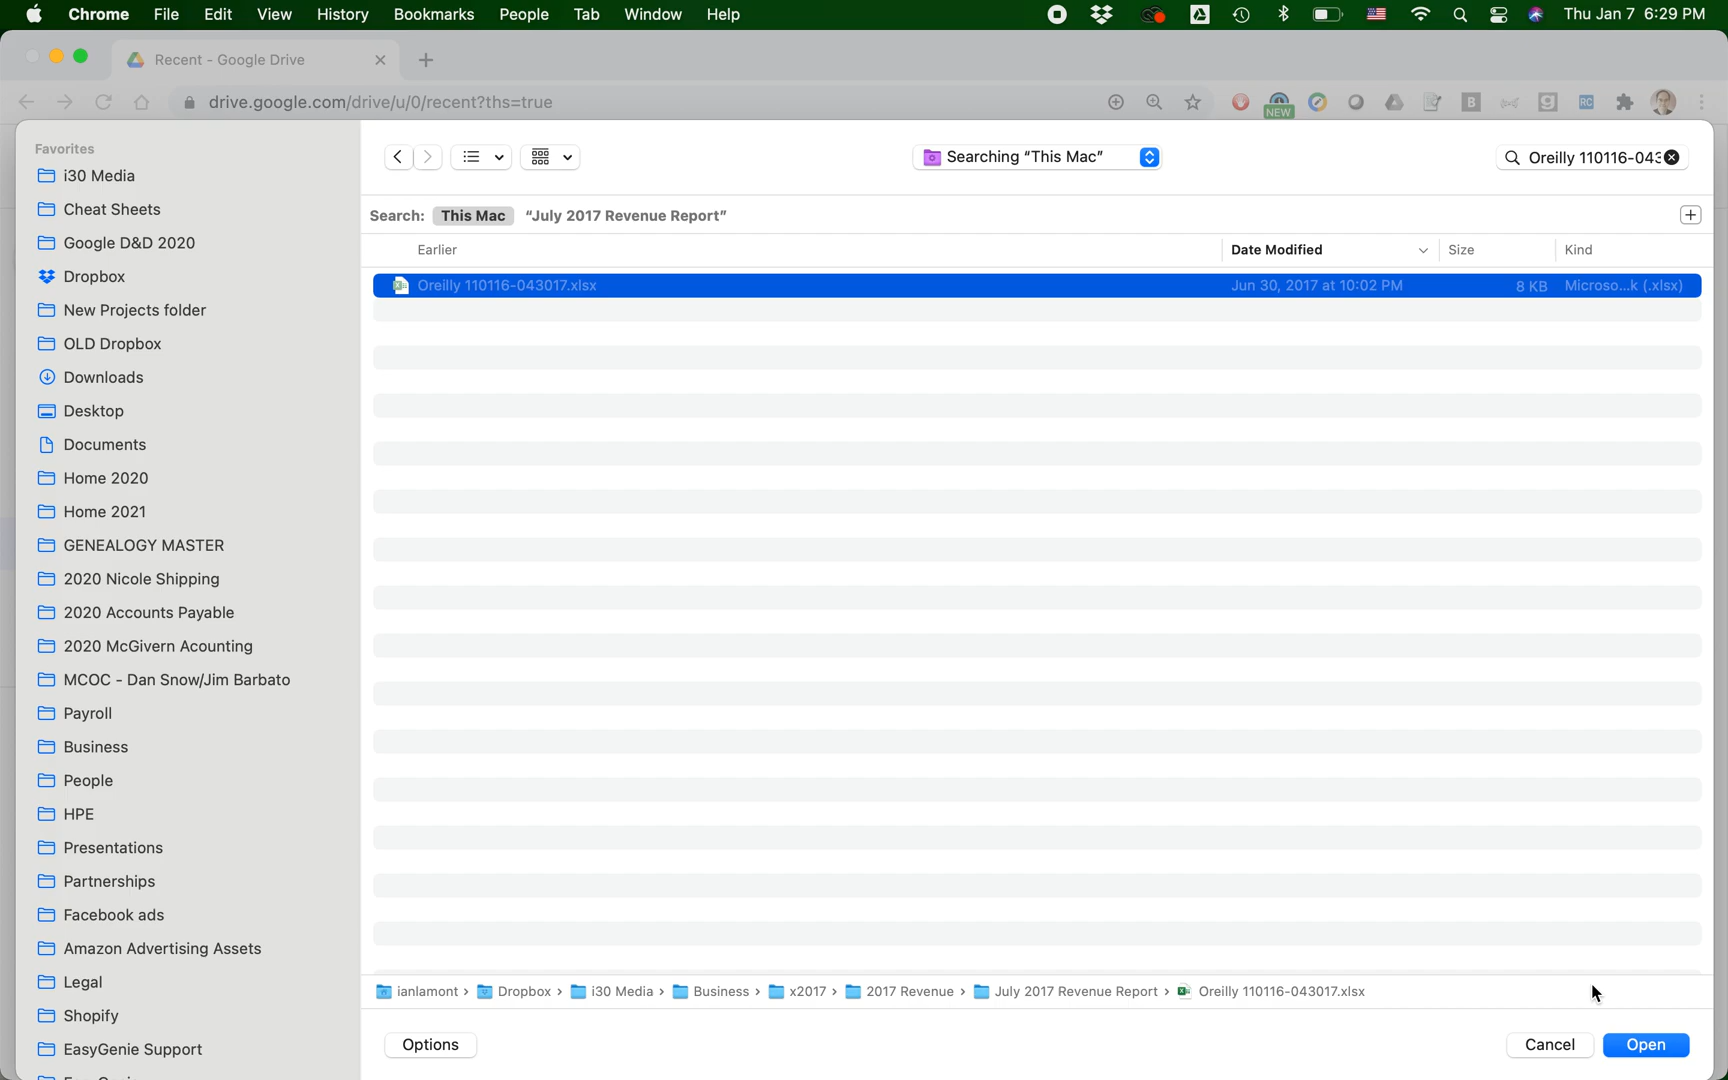 Chrome File Edit View History Bookmarks People Tab Window Help Thu Jan 7 6:29 PM
Recent - Google Drive
drive.google.com/drive/u/0/recent?ths=true
NEW
B
RC
Favorites
i30 Media
Cheat Sheets
Google D&D 2020
Dropbox
New Projects folder
OLD Dropbox
Downloads
Desktop
Documents
Home 2020
Home 2021
GENEALOGY MASTER
2020 Nicole Shipping
2020 Accounts Payable
2020 McGivern Acounting
MCOC - Dan Snow/Jim Barbato
Payroll
Business
People
HPE
Presentations
Partnerships
Facebook ads
Amazon Advertising Assets
Legal
Shopify
EasyGenie Support
Searching “This Mac”
Oreilly 110116-043
Search: This Mac “July 2017 Revenue Report”
Earlier Date Modified Size Kind
Oreilly 110116-043017.xlsx Jun 30, 2017 at 10:02 PM 8 KB Microso...k (.xlsx)
ianlamont › Dropbox › i30 Media › Business › x2017 › 2017 Revenue › July 2017 Revenue Report › Oreilly 110116-043017.xlsx
Options Cancel Open